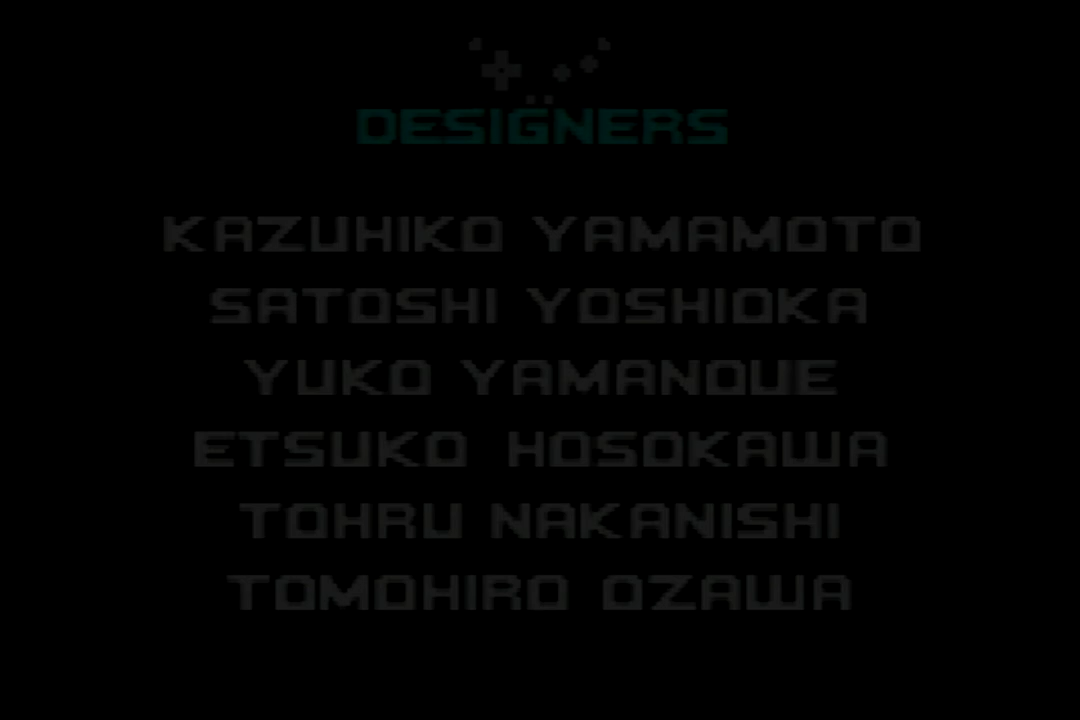 DESIGNERS
KAZUHIKO YAMAMOTO
SATOSHI YOSHIOKA
YUKO YAMANOUE
ETSUKO HOSOKAWA
TOHRU NAKANISHI
TOMOHIRO OZAWA